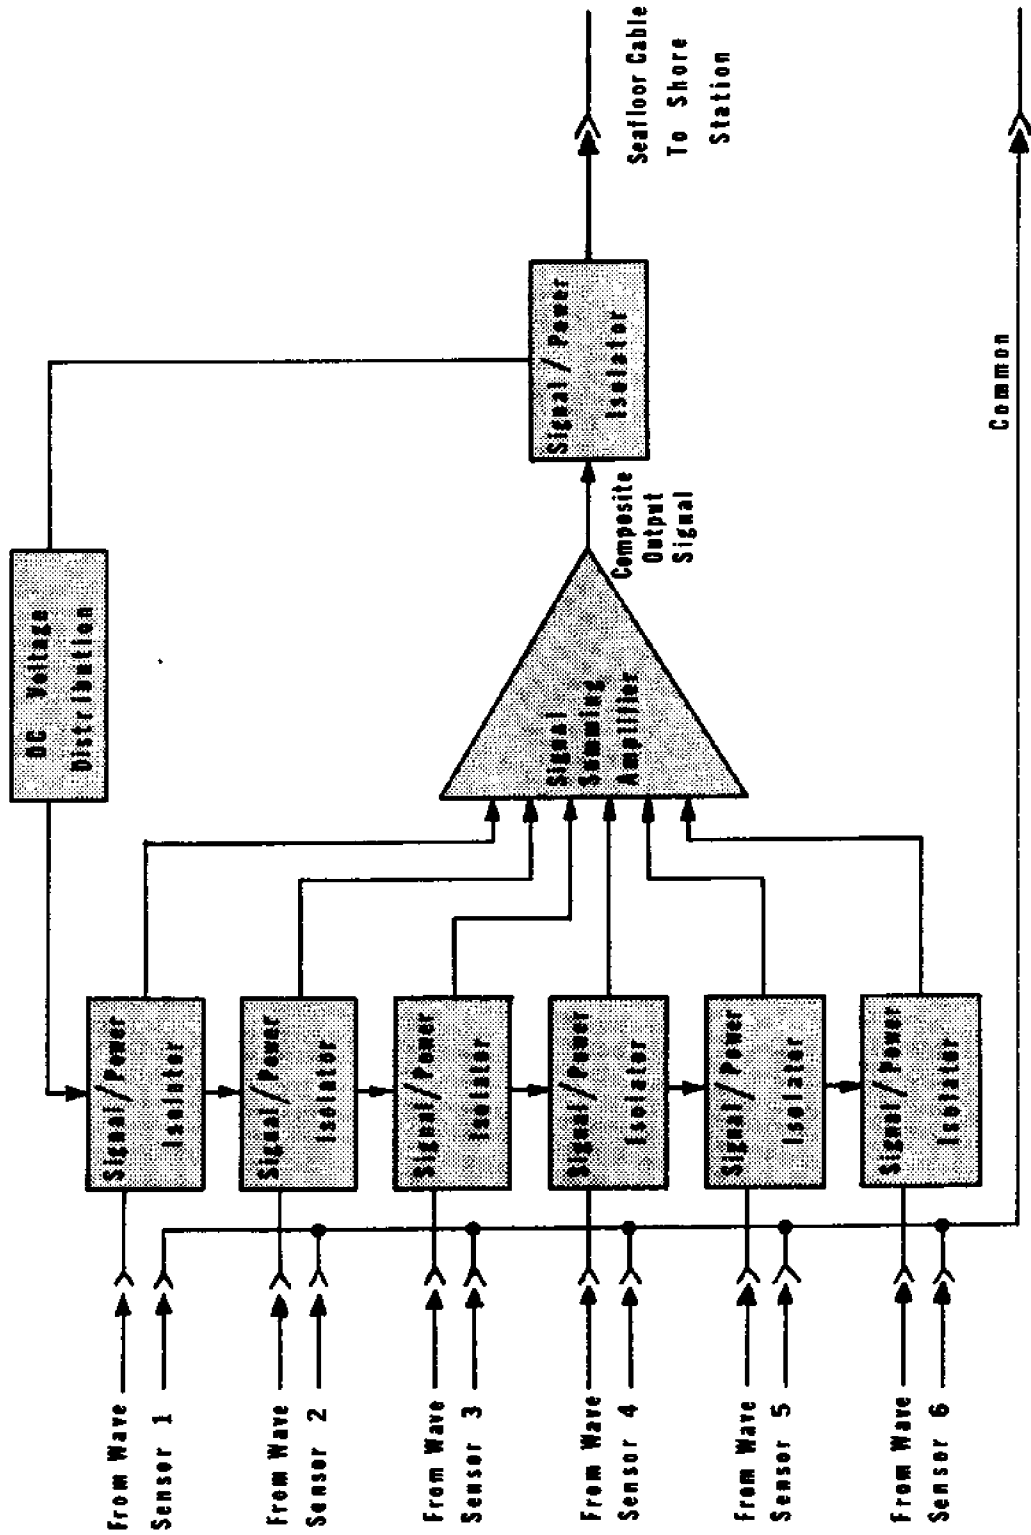 From Wave
Sensor 1
From Wave
Sensor 2
From Wave
Sensor 3
From Wave
Sensor 4
From Wave
Sensor 5
From Wave
Sensor 6
Signal/Power
Isolator
Signal/Power
Isolator
Signal/Power
Isolator
Signal/Power
Isolator
Signal/Power
Isolator
Signal/Power
Isolator
DC Voltage
Distribution
Signal
Summing
Amplifier
Composite
Output
Signal
Signal/Power
Isolator
Seafloor Cable
To Shore
Station
Common